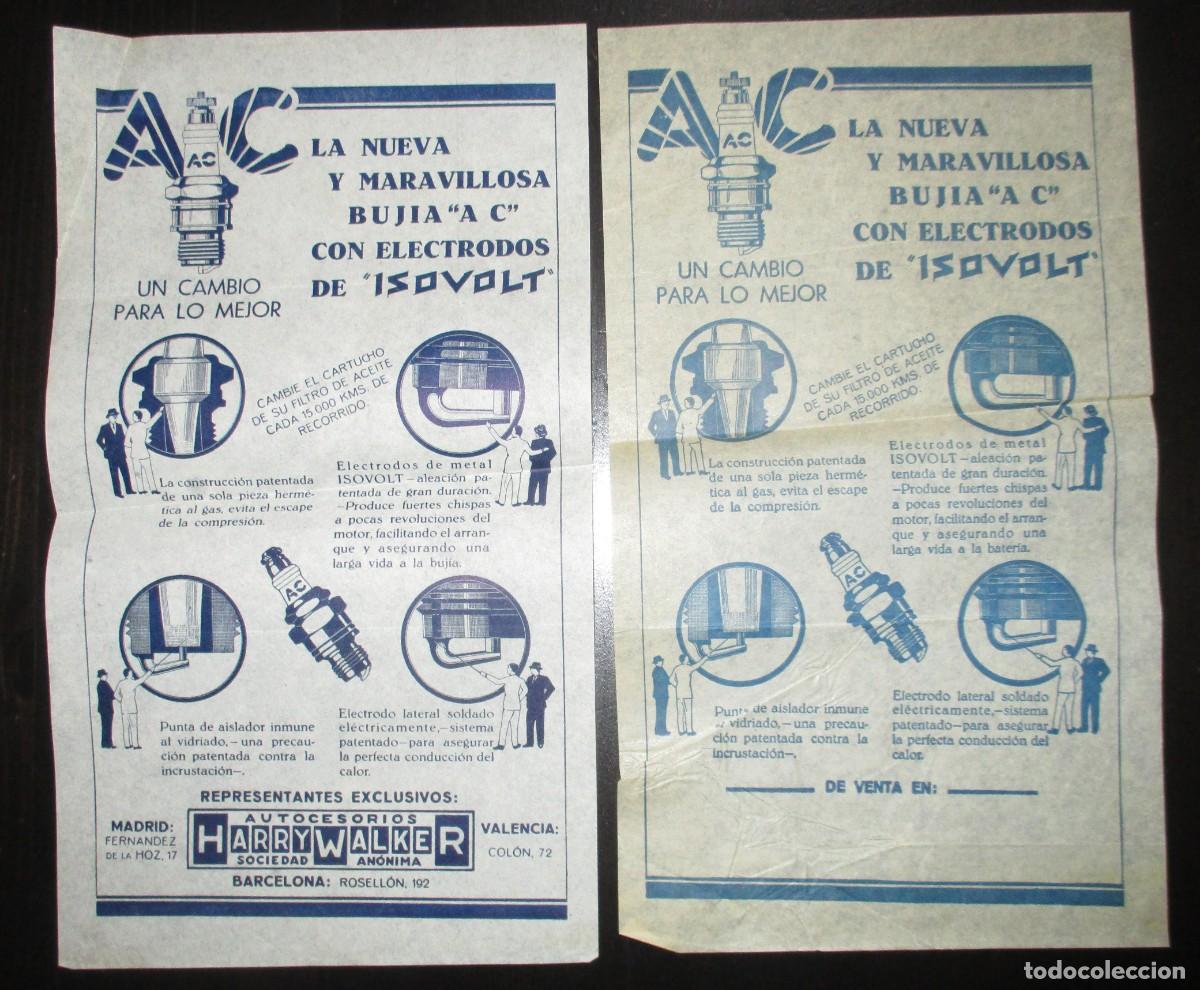 AC
AC
LA NUEVA
Y MARAVILLOSA
BUJIA "A C"
CON ELECTRODOS
DE "ISOVOLT"
UN CAMBIO
PARA LO MEJOR
CAMBIE EL CARTUCHO
DE SU FILTRO DE ACEITE
CADA 15.000 KMS. DE
RECORRIDO.
La construcción patentada
de una sola pieza hermé-
tica al gas, evita el escape
de la compresión.
Electrodos de metal
ISOVOLT—aleación pa-
tentada de gran duración.
—Produce fuertes chispas
a pocas revoluciones del
motor, facilitando el arran-
que y asegurando una
larga vida a la bujía.
AC
Punta de aislador inmune
al vidriado,—una precau-
ción patentada contra la
incrustación—.
Electrodo lateral soldado
eléctricamente,—sistema
patentado—para asegurar
la perfecta conducción del
calor.
REPRESENTANTES EXCLUSIVOS:
MADRID:
FERNANDEZ
DE LA HOZ, 17
AUTOCESORIOS
HARRY WALKER
SOCIEDAD ANÓNIMA
VALENCIA:
COLÓN, 72
BARCELONA: ROSELLÓN, 192
AC
AC
LA NUEVA
Y MARAVILLOSA
BUJIA "A C"
CON ELECTRODOS
DE "ISOVOLT"
UN CAMBIO
PARA LO MEJOR
CAMBIE EL CARTUCHO
DE SU FILTRO DE ACEITE
CADA 15.000 KMS. DE
RECORRIDO.
La construcción patentada
de una sola pieza hermé-
tica al gas, evita el escape
de la compresión.
Electrodos de metal
ISOVOLT—aleación pa-
tentada de gran duración.
—Produce fuertes chispas
a pocas revoluciones del
motor, facilitando el arran-
que y asegurando una
larga vida a la batería.
AC
de aislador inmune
vidriado,—una precau-
ción patentada contra la
incrustación—.
Electrodo lateral soldado
eléctricamente,—sistema
patentado—para asegurar
la perfecta conducción del
calor.
DE VENTA EN:
todocoleccion